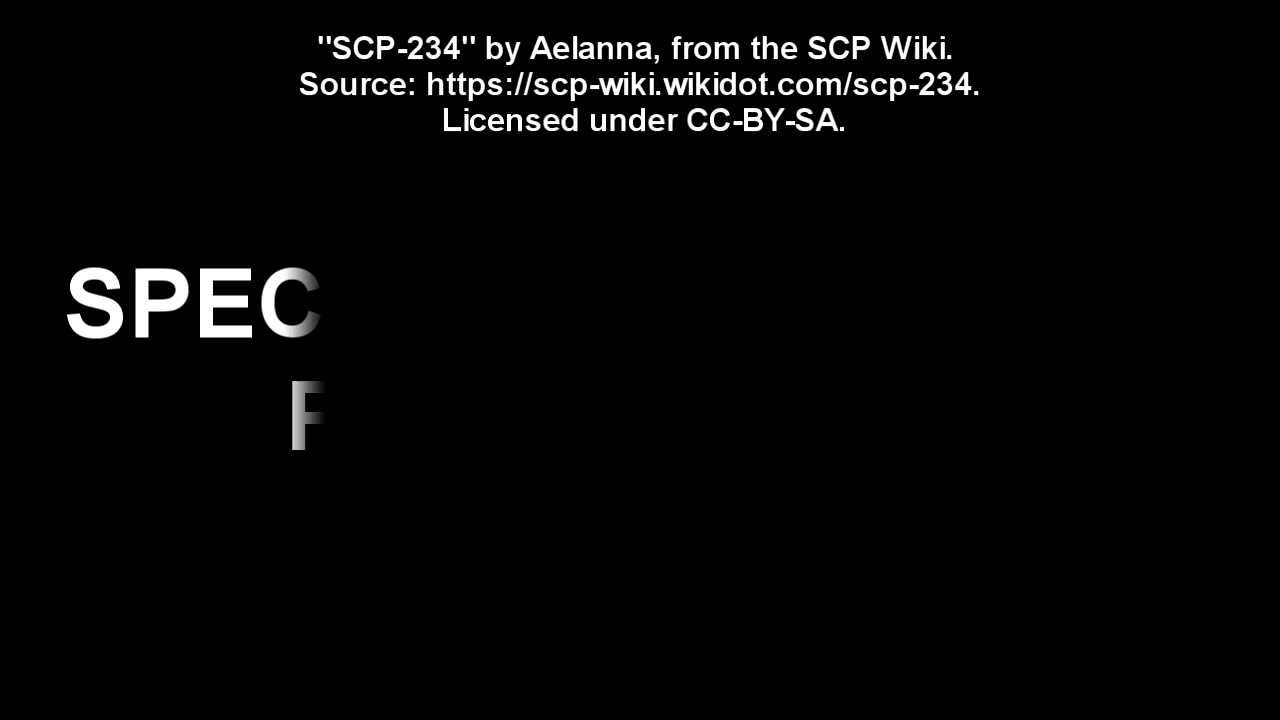 "SCP-234" by Aelanna, from the SCP Wiki.
Source: https://scp-wiki.wikidot.com/scp-234.
Licensed under CC-BY-SA.
SPEC
F